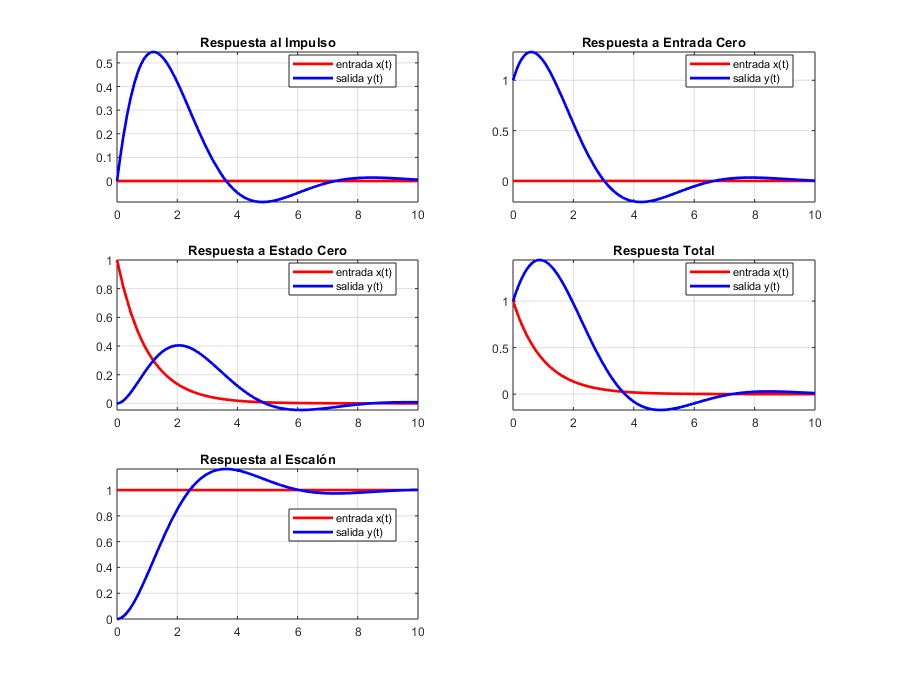 Respuesta al Impulso
entrada x(t)
salida y(t)
0.5
0.4
0.3
0.2
0.1
0
0 2 4 6 8 10
Respuesta a Entrada Cero
entrada x(t)
salida y(t)
1
0.5
0
0 2 4 6 8 10
Respuesta a Estado Cero
entrada x(t)
salida y(t)
1
0.8
0.6
0.4
0.2
0
0 2 4 6 8 10
Respuesta Total
entrada x(t)
salida y(t)
1
0.5
0
0 2 4 6 8 10
Respuesta al Escalón
1
entrada x(t)
salida y(t)
0.8
0.6
0.4
0.2
0
0 2 4 6 8 10